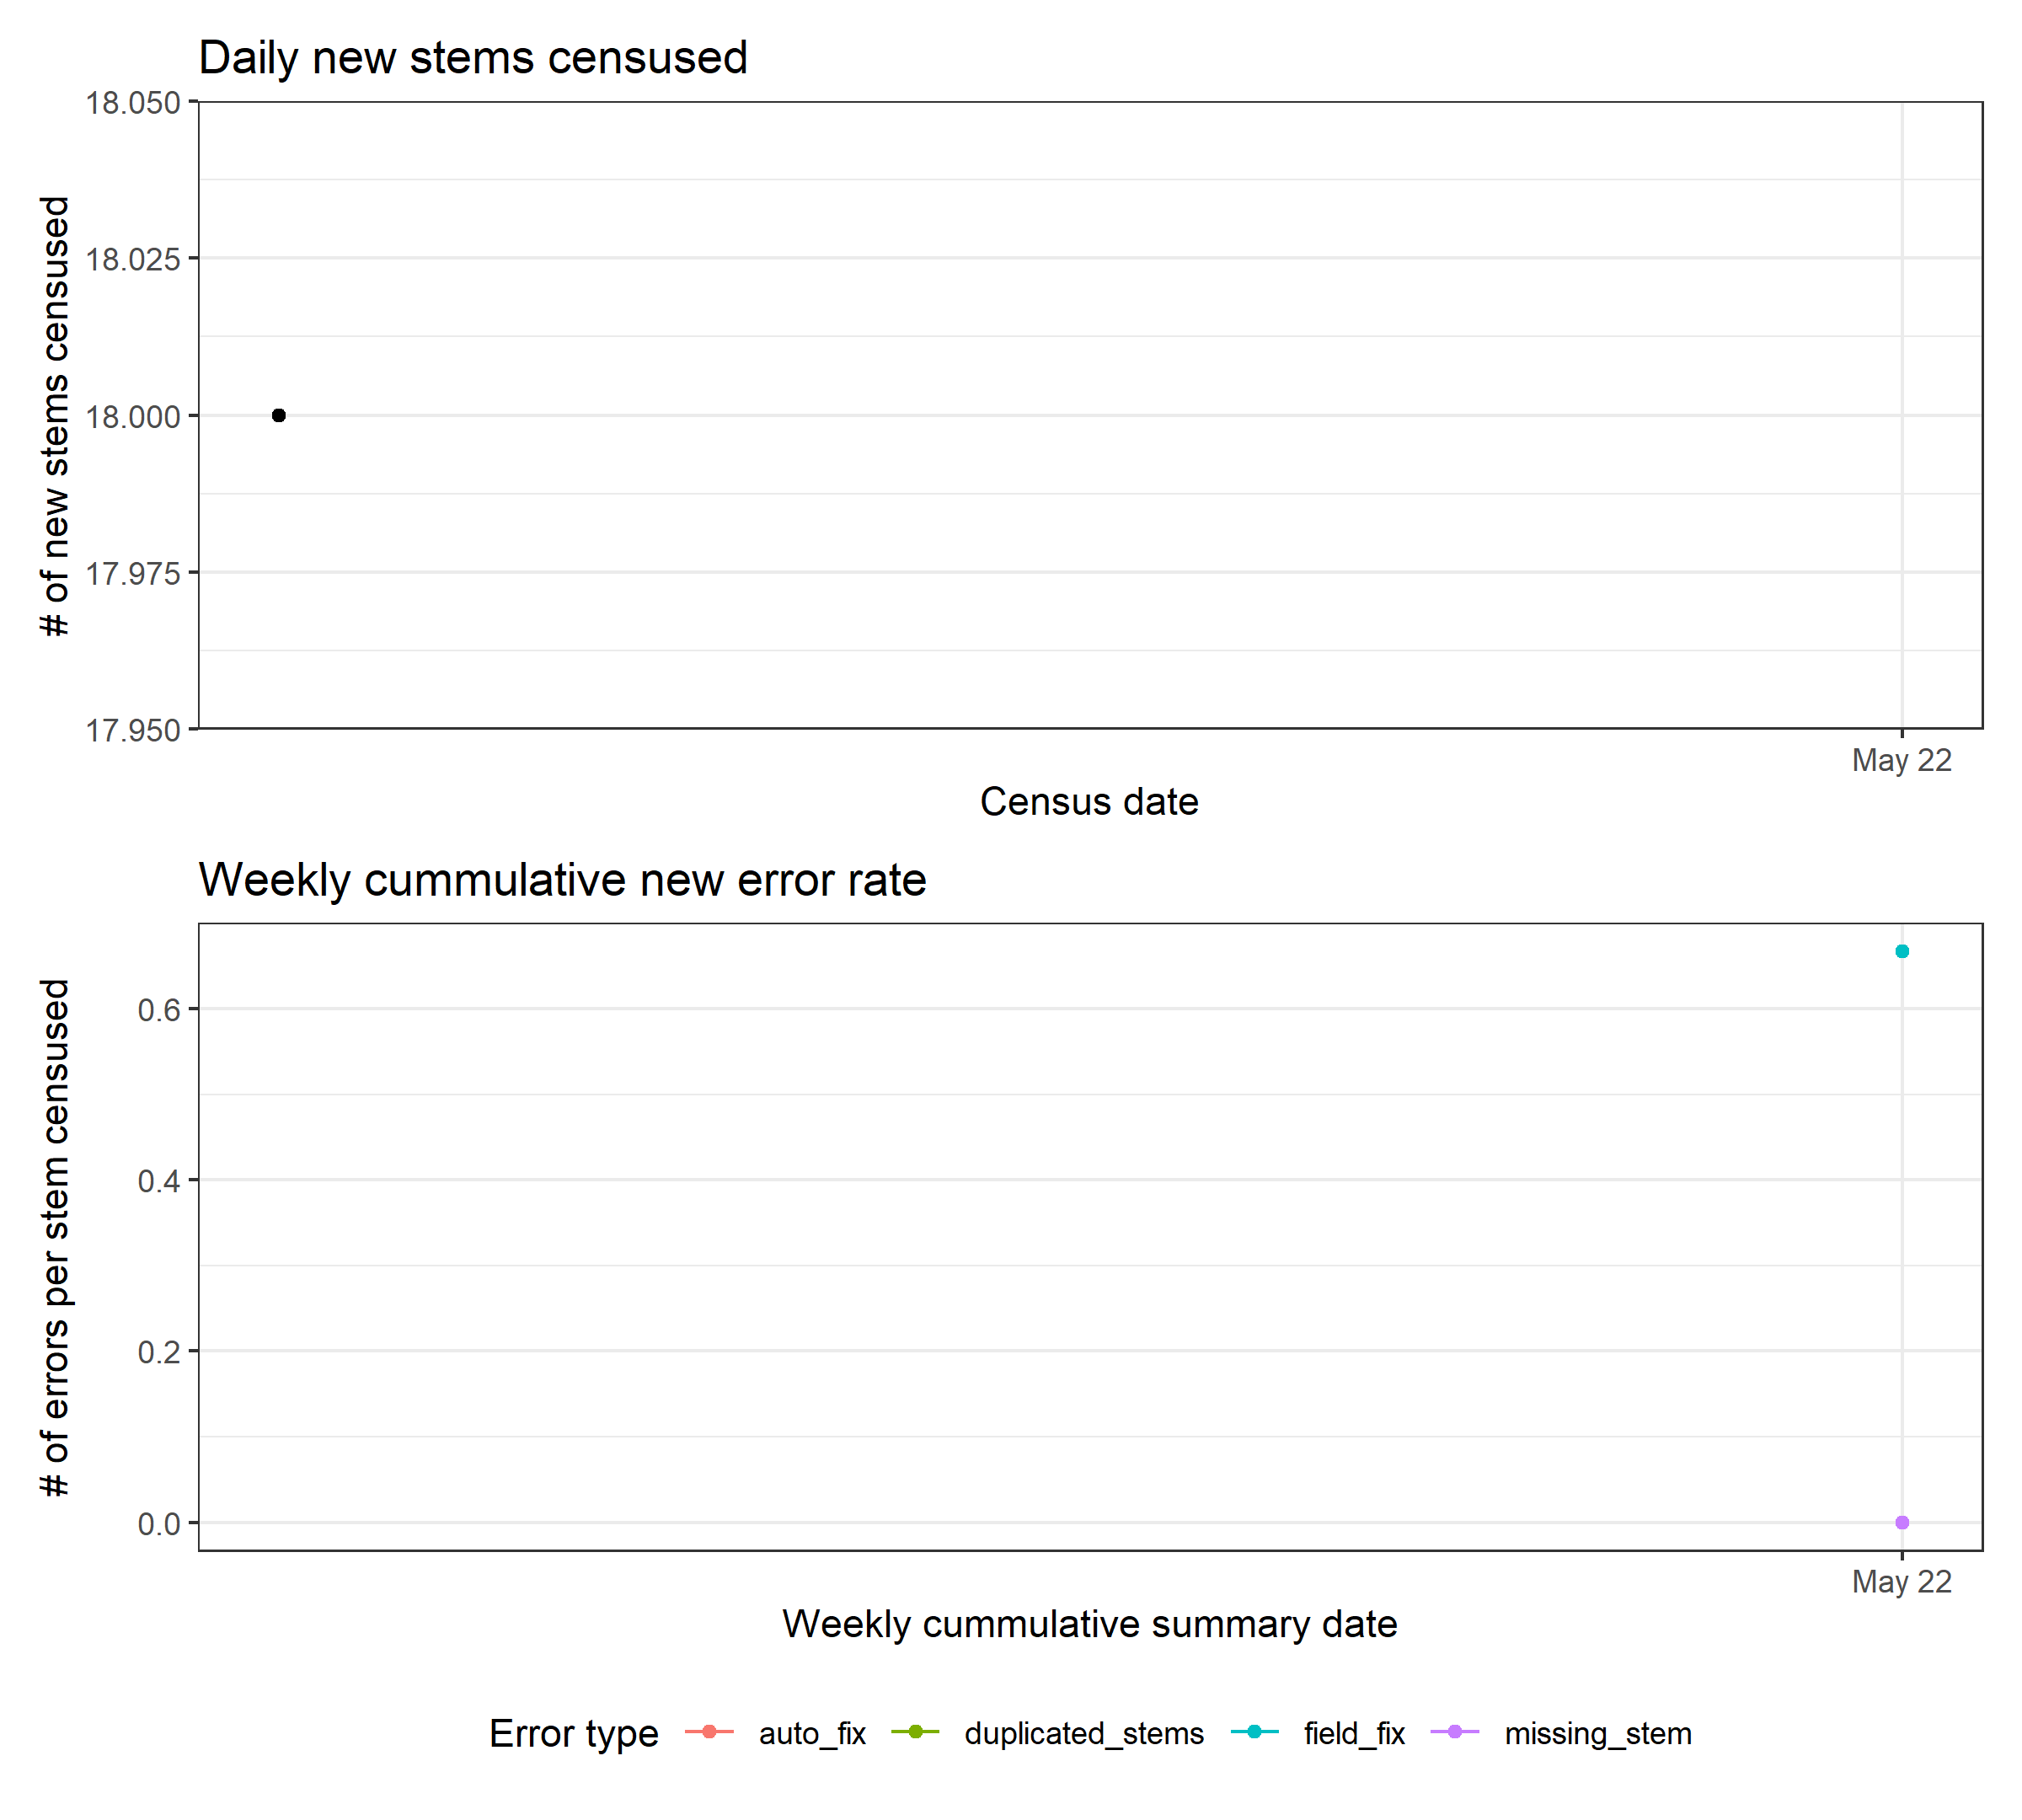 Daily new stems censused
18.050
18.025
18.000
17.975
17.950
# of new stems censused
May 22
Census date
Weekly cummulative new error rate
0.6
0.4
0.2
0.0
# of errors per stem censused
May 22
Weekly cummulative summary date
Error type auto_fix duplicated_stems field_fix missing_stem